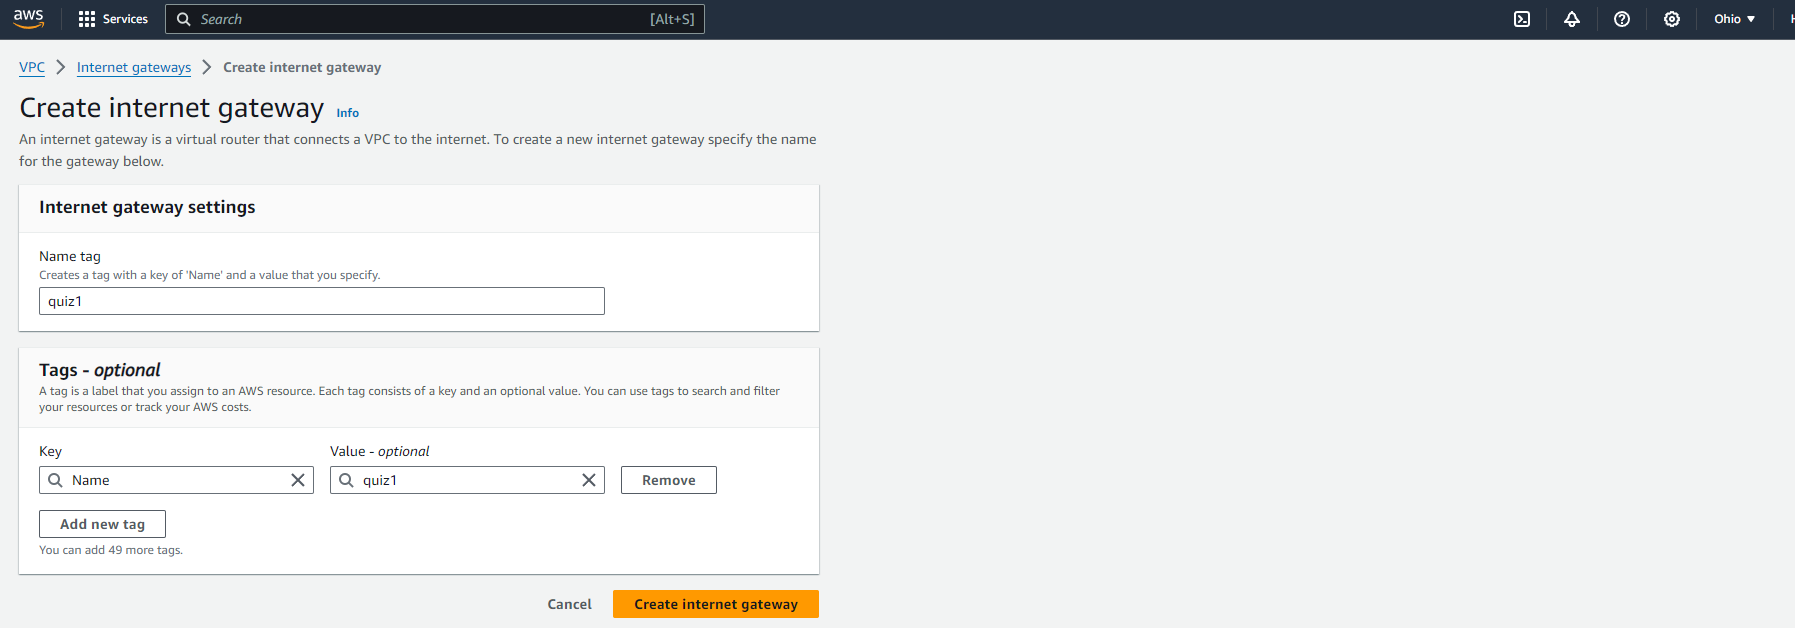 aws Services Search [Alt+S] Ohio
VPC Internet gateways Create internet gateway
Create internet gateway Info
An internet gateway is a virtual router that connects a VPC to the internet. To create a new internet gateway specify the name
for the gateway below.
Internet gateway settings
Name tag
Creates a tag with a key of 'Name' and a value that you specify.
quiz1
Tags - optional
A tag is a label that you assign to an AWS resource. Each tag consists of a key and an optional value. You can use tags to search and filter
your resources or track your AWS costs.
Key Value - optional
Name quiz1 Remove
Add new tag
You can add 49 more tags.
Cancel Create internet gateway